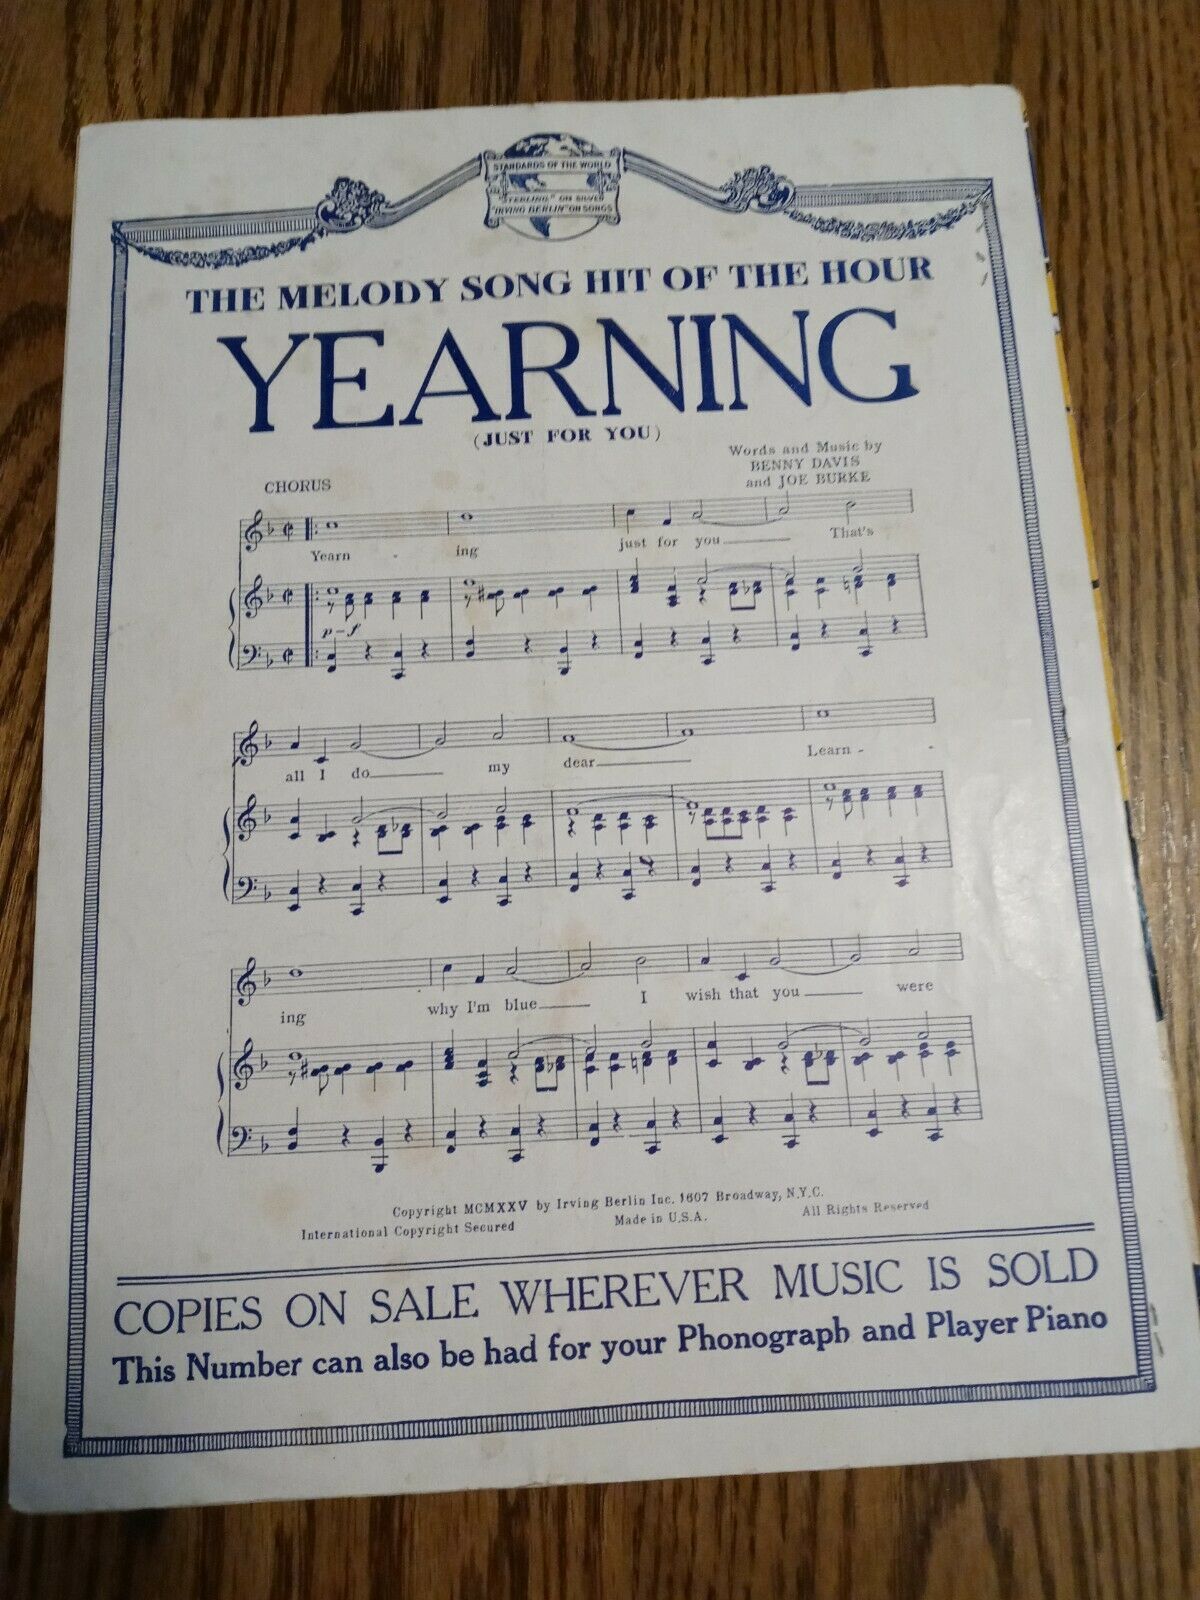 STANDARDS OF THE WORLD
"STERLING" ON SILVER
"IRVING BERLIN" ON SONGS
THE MELODY SONG HIT OF THE HOUR
YEARNING
(JUST FOR YOU)
Words and Music by
BENNY DAVIS
and JOE BURKE
CHORUS
Yearn - ing just for you That's
p-f
all I do my dear Learn - -
ing why I'm blue I wish that you were
Copyright MCMXXV by Irving Berlin Inc. 1607 Broadway, N.Y.C.
International Copyright Secured Made in U.S.A. All Rights Reserved
COPIES ON SALE WHEREVER MUSIC IS SOLD
This Number can also be had for your Phonograph and Player Piano